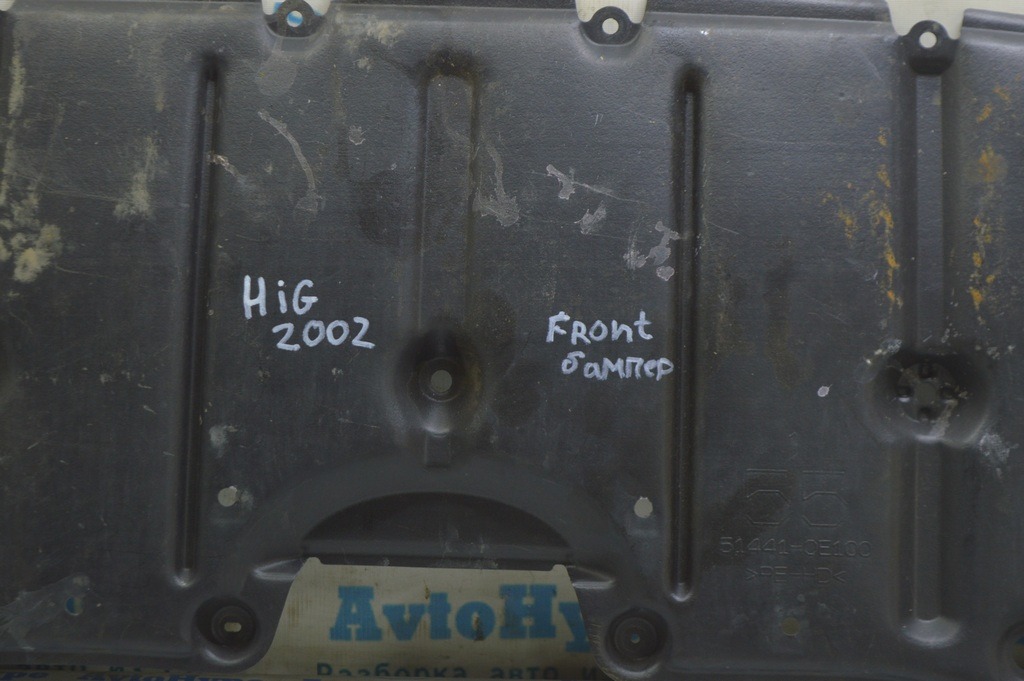 HiG
2002
FRont
бампер
51441-0E100
AvtoHy
Разборка авто и